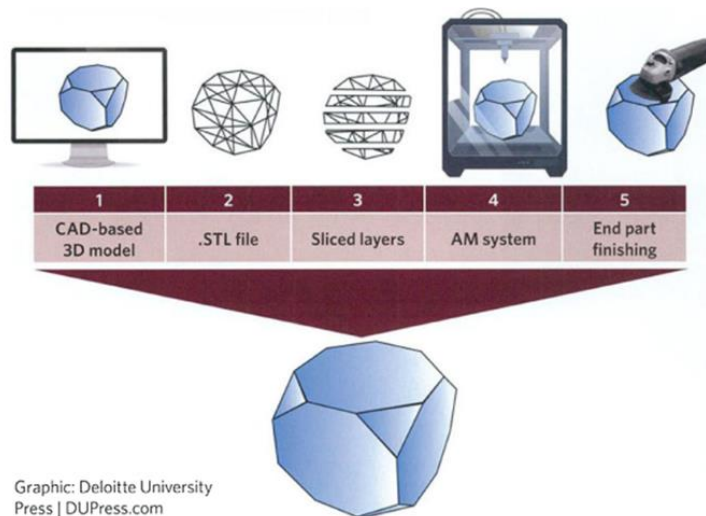 1 2 3 4 5
CAD-based 3D model
.STL file
Sliced layers
AM system
End part finishing
Graphic: Deloitte University
Press | DUPress.com